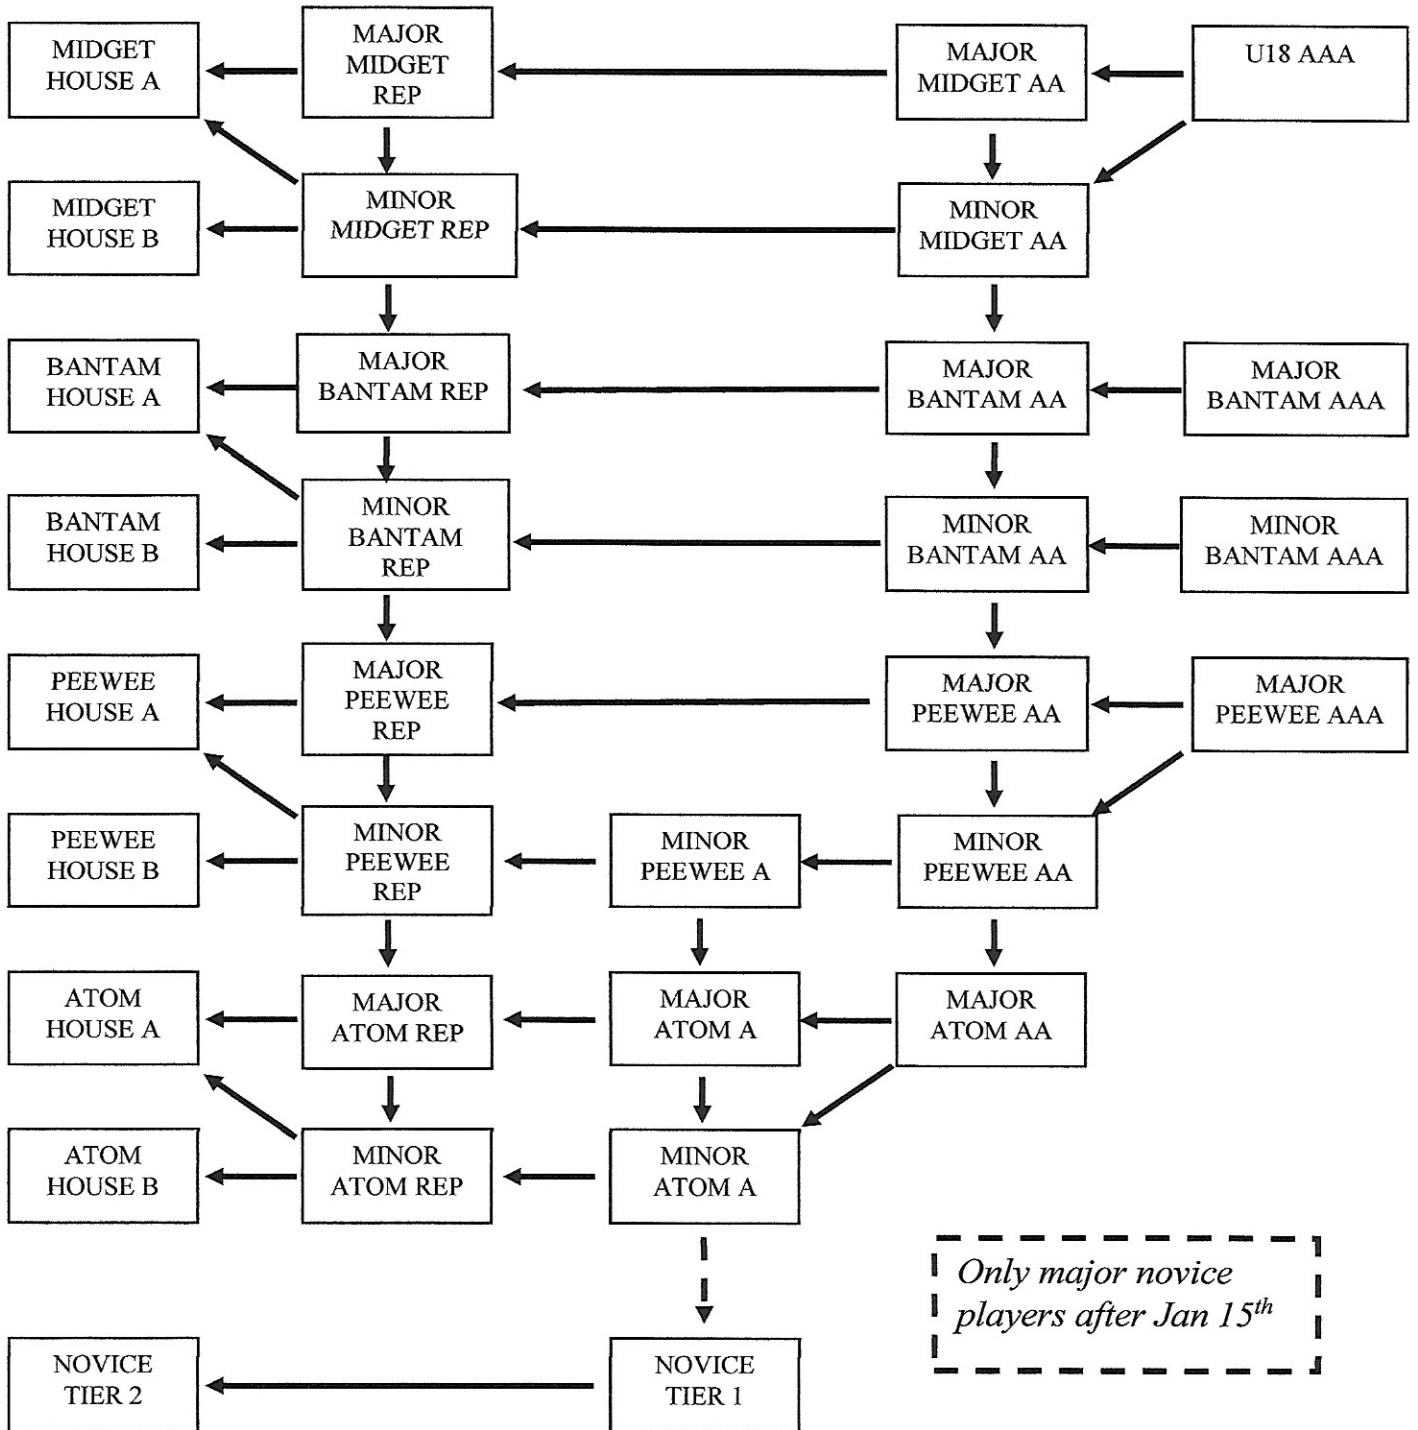 MIDGET
HOUSE A
MAJOR
MIDGET
REP
MAJOR
MIDGET AA
U18 AAA
MIDGET
HOUSE B
MINOR
MIDGET REP
MINOR
MIDGET AA
BANTAM
HOUSE A
MAJOR
BANTAM REP
MAJOR
BANTAM AA
MAJOR
BANTAM AAA
BANTAM
HOUSE B
MINOR
BANTAM
REP
MINOR
BANTAM AA
MINOR
BANTAM AAA
PEEWEE
HOUSE A
MAJOR
PEEWEE
REP
MAJOR
PEEWEE AA
MAJOR
PEEWEE AAA
PEEWEE
HOUSE B
MINOR
PEEWEE
REP
MINOR
PEEWEE A
MINOR
PEEWEE AA
ATOM
HOUSE A
MAJOR
ATOM REP
MAJOR
ATOM A
MAJOR
ATOM AA
ATOM
HOUSE B
MINOR
ATOM REP
MINOR
ATOM A
Only major novice
players after Jan 15th
NOVICE
TIER 2
NOVICE
TIER 1